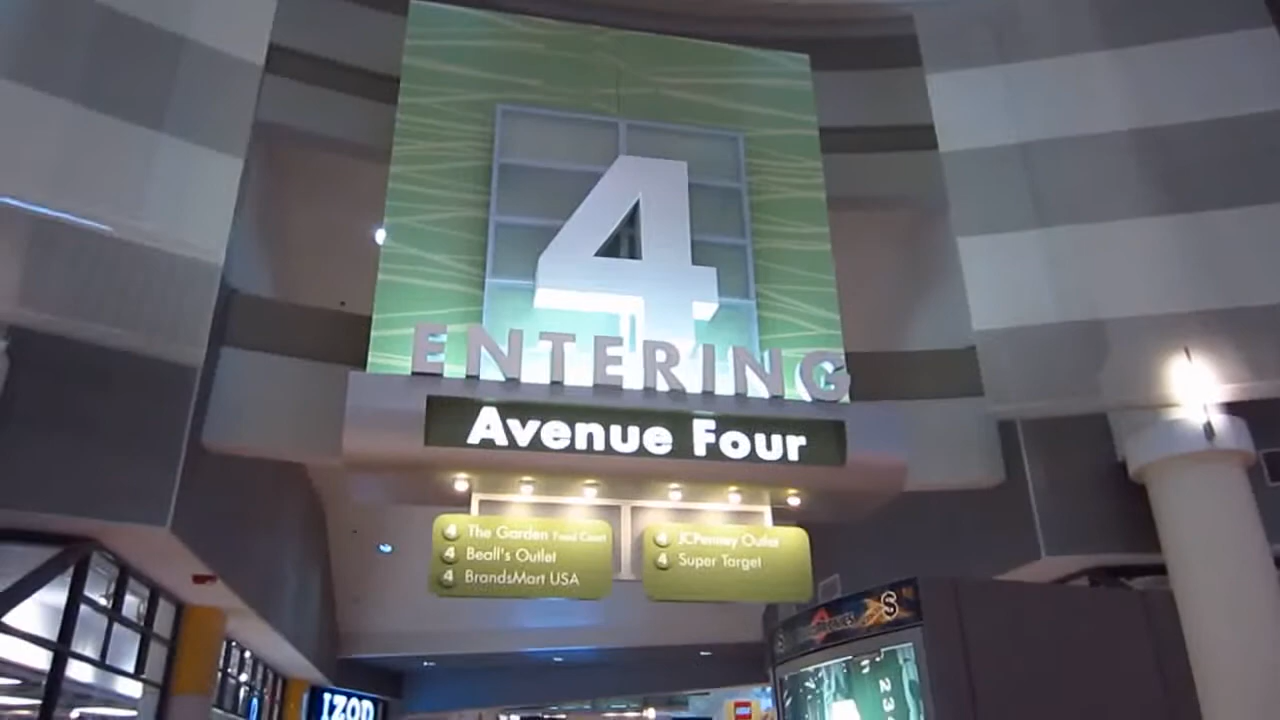 4
ENTERING
Avenue Four
4 The Garden Food Court
4 Beall's Outlet
4 BrandsMart USA
4 JCPenney Outlet
4 Super Target
S
IZOD
LEGO